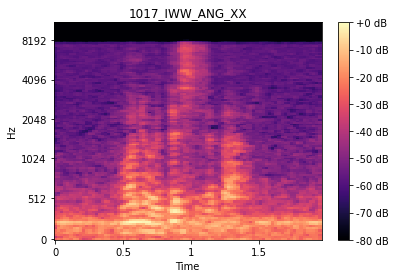 1017_IWW_ANG_XX
+0 dB
8192
-10 dB
4096
-20 dB
-30 dB
2048
Hz
-40 dB
1024
-50 dB
-60 dB
512
-70 dB
0
-80 dB
0 0.5 1 1.5
Time